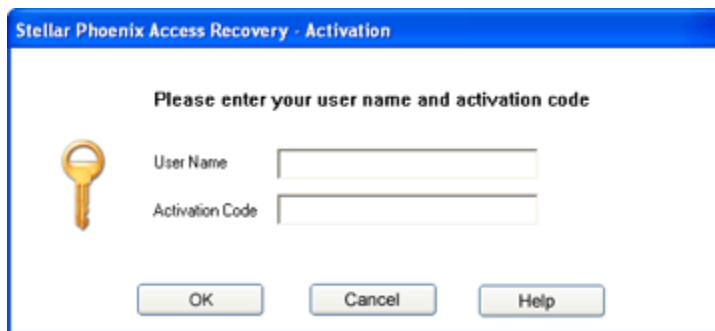 Stellar Phoenix Access Recovery - Activation
Please enter your user name and activation code
User Name
Activation Code
OK Cancel Help